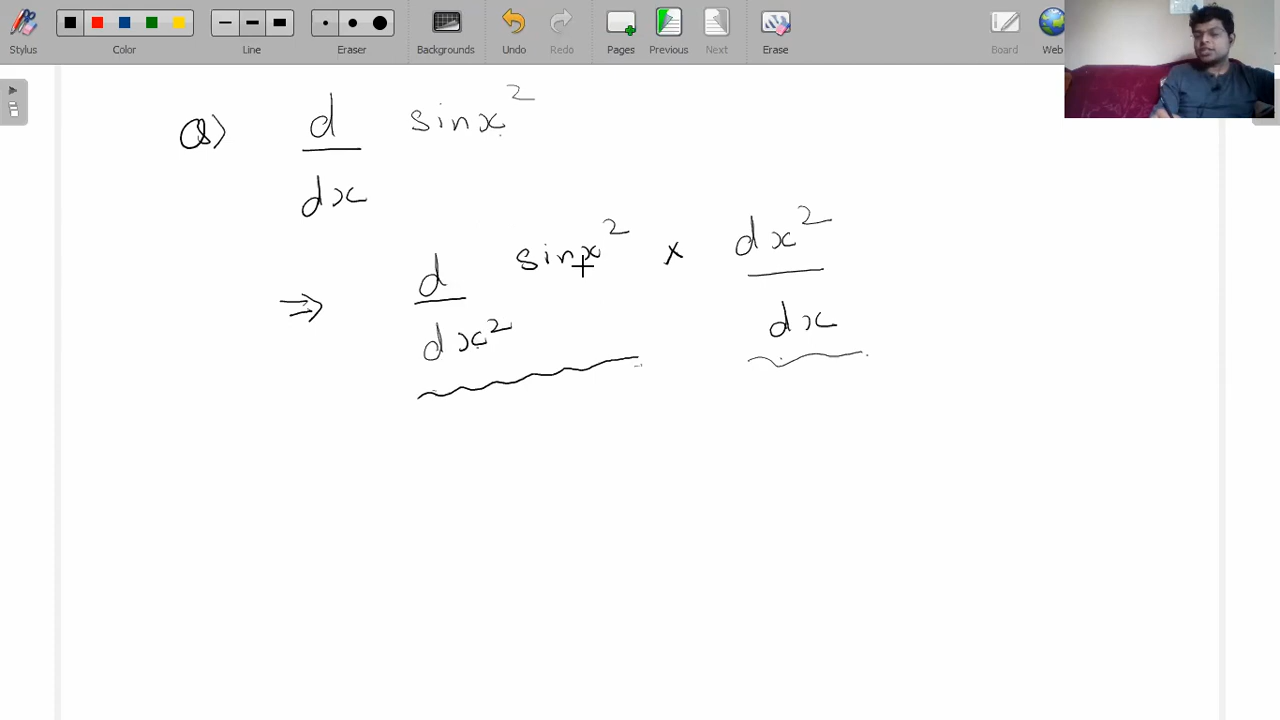 Stylus Color Line Eraser Backgrounds Undo Redo Pages Previous Next Erase Board Web
Q) d/dx sinx²
⇒ d/dx² sinx² × dx²/dx